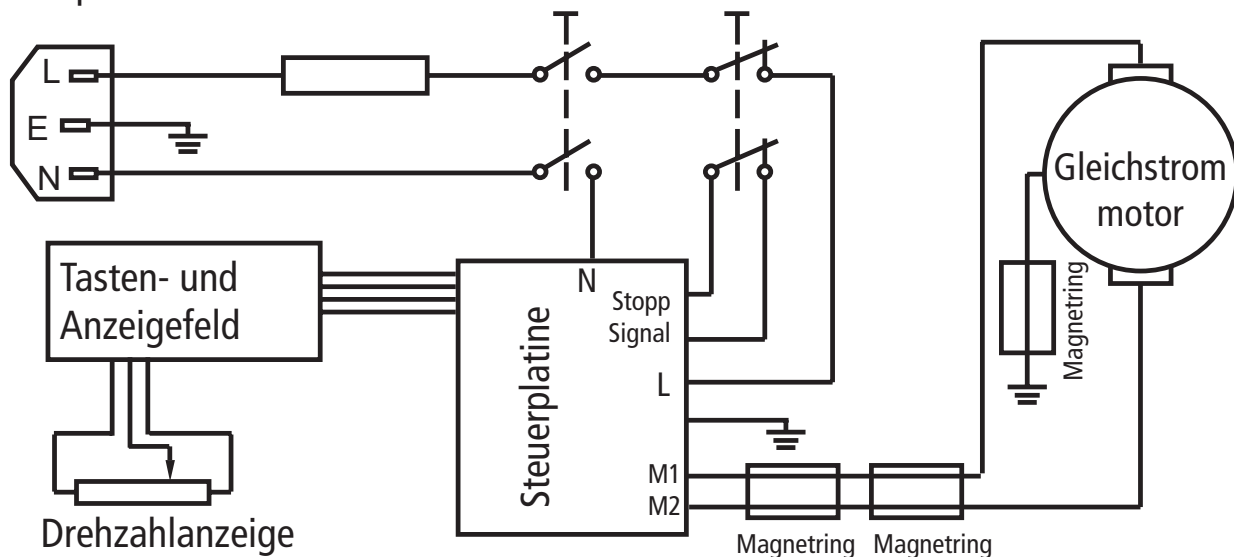 L
E
N
Tasten- und
Anzeigefeld
Drehzahlanzeige
N
Stopp
Signal
L
Steuerplatine
M1
M2
Magnetring
Magnetring
Gleichstrom
motor
Magnetring